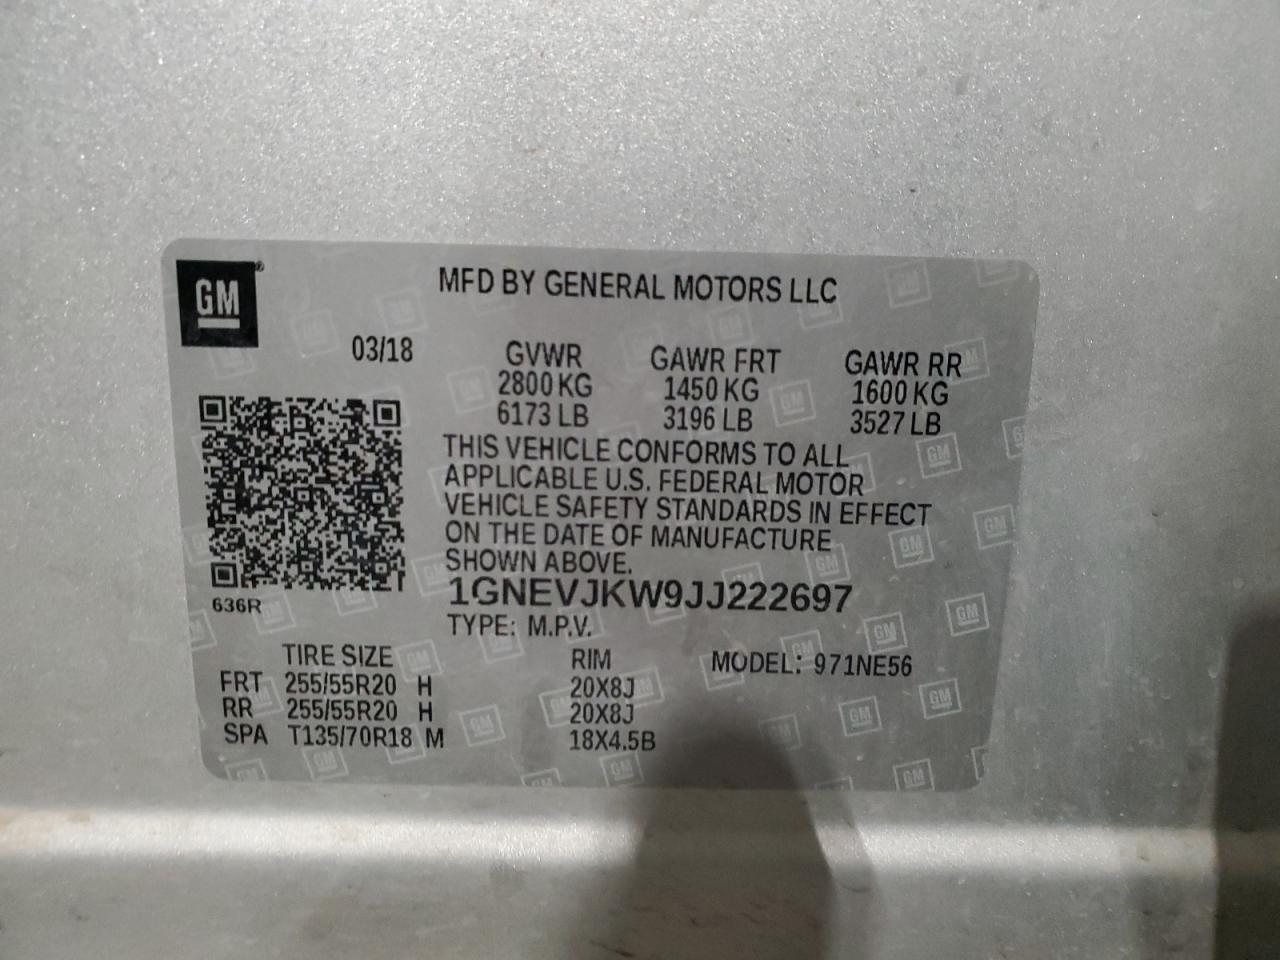 GM
MFD BY GENERAL MOTORS LLC
03/18
GVWR GAWR FRT GAWR RR
2800 KG 1450 KG 1600 KG
6173 LB 3196 LB 3527 LB
THIS VEHICLE CONFORMS TO ALL
APPLICABLE U.S. FEDERAL MOTOR
VEHICLE SAFETY STANDARDS IN EFFECT
ON THE DATE OF MANUFACTURE
SHOWN ABOVE.
636R
1GNEVJKW9JJ222697
TYPE: M.P.V.
TIRE SIZE RIM MODEL: 971NE56
FRT 255/55R20 H 20X8J
RR 255/55R20 H 20X8J
SPA T135/70R18 M 18X4.5B